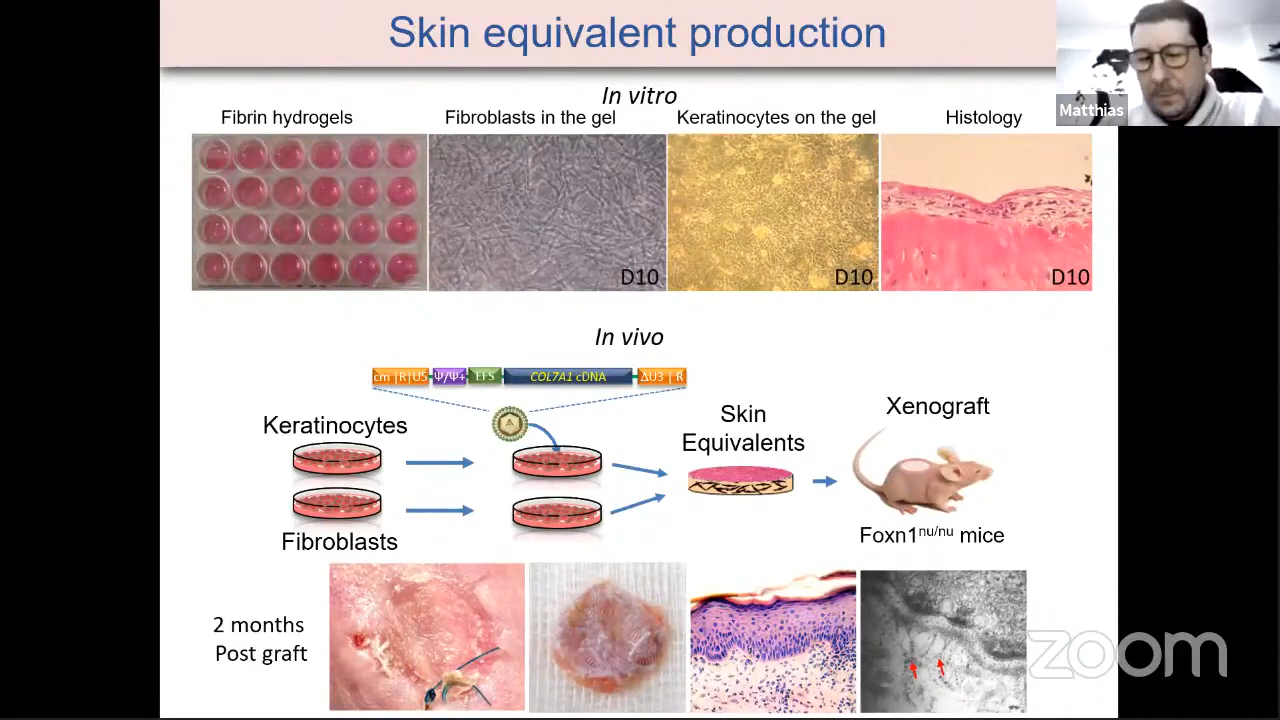 Skin equivalent production
Matthias
In vitro
Fibrin hydrogels
Fibroblasts in the gel
Keratinocytes on the gel
Histology
D10
D10
D10
In vivo
cm |R|U5
Ψ/Ψ+
EFS
COL7A1 cDNA
ΔU3 | R
Keratinocytes
Fibroblasts
Skin
Equivalents
Xenograft
Foxn1nu/nu mice
2 months
Post graft
zoom